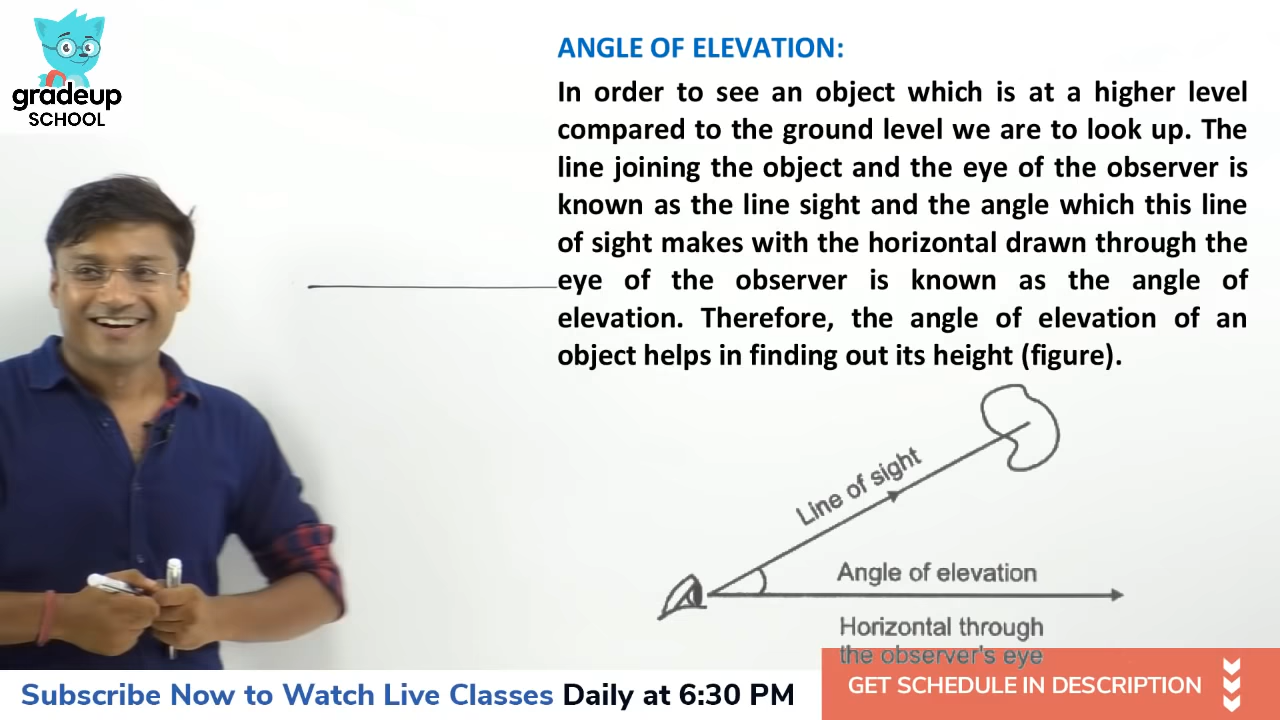 gradeup
SCHOOL
ANGLE OF ELEVATION:
In order to see an object which is at a higher level
compared to the ground level we are to look up. The
line joining the object and the eye of the observer is
known as the line sight and the angle which this line
of sight makes with the horizontal drawn through the
eye of the observer is known as the angle of
elevation. Therefore, the angle of elevation of an
object helps in finding out its height (figure).
Line of sight
Angle of elevation
Horizontal through
the observer's eye
Subscribe Now to Watch Live Classes Daily at 6:30 PM
GET SCHEDULE IN DESCRIPTION